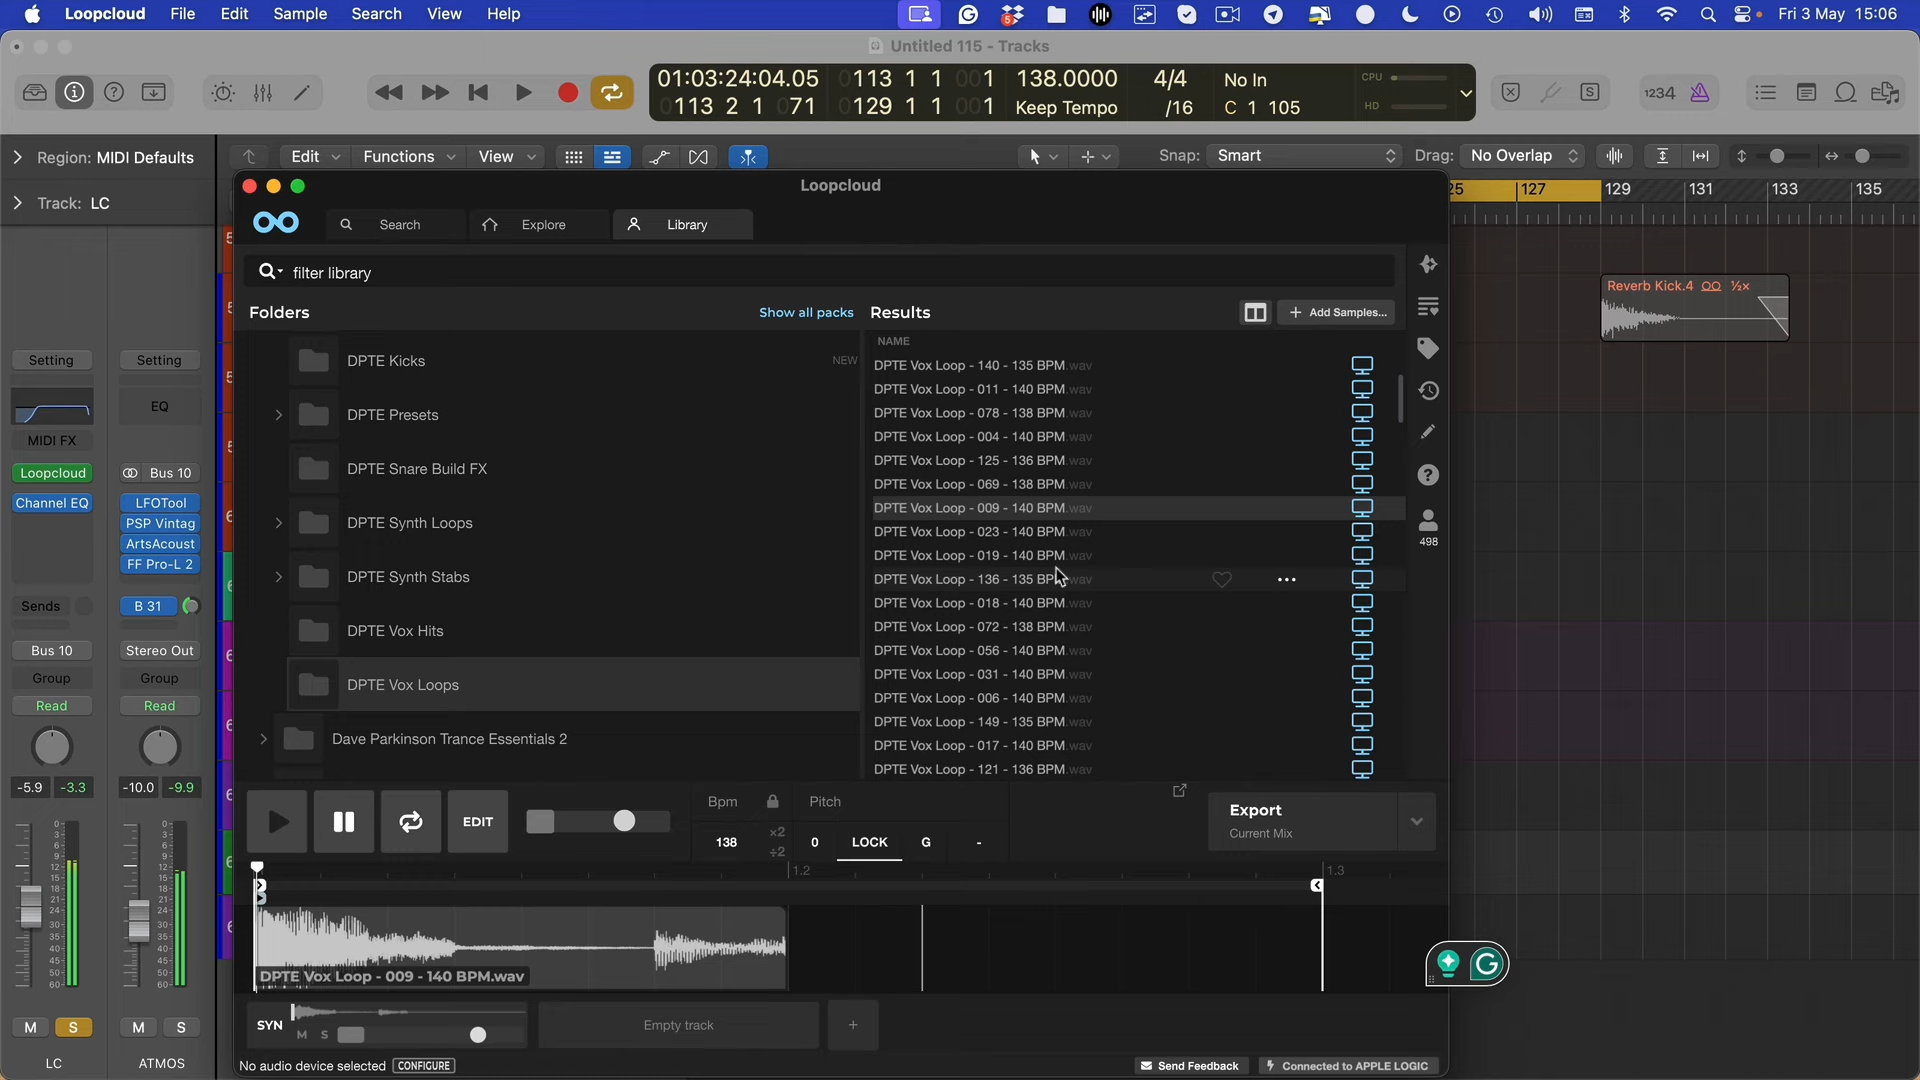 Loopcloud File Edit Sample Search View Help
5
Fri 3 May 15:06
Untitled 115 - Tracks
01:03:24:04.05 0113 1 1 001 138.0000 4/4 No In CPU
0113 2 1 071 0129 1 1 001 Keep Tempo /16 C 1 105 HD
S
1234
Region: MIDI Defaults
Edit Functions View
Snap: Smart
Drag: No Overlap
Track: LC
Loopcloud
25 127 129 131 133 135
Search Explore Library
filter library
Reverb Kick.4 ½×
Folders Show all packs
Results + Add Samples...
NAME
DPTE Kicks NEW
DPTE Presets
DPTE Snare Build FX
DPTE Synth Loops
DPTE Synth Stabs
DPTE Vox Hits
DPTE Vox Loops
Dave Parkinson Trance Essentials 2
DPTE Vox Loop - 140 - 135 BPM.wav
DPTE Vox Loop - 011 - 140 BPM.wav
DPTE Vox Loop - 078 - 138 BPM.wav
DPTE Vox Loop - 004 - 140 BPM.wav
DPTE Vox Loop - 125 - 136 BPM.wav
DPTE Vox Loop - 069 - 138 BPM.wav
DPTE Vox Loop - 009 - 140 BPM.wav
DPTE Vox Loop - 023 - 140 BPM.wav
DPTE Vox Loop - 019 - 140 BPM.wav
DPTE Vox Loop - 136 - 135 BPM.wav
DPTE Vox Loop - 018 - 140 BPM.wav
DPTE Vox Loop - 072 - 138 BPM.wav
DPTE Vox Loop - 056 - 140 BPM.wav
DPTE Vox Loop - 031 - 140 BPM.wav
DPTE Vox Loop - 006 - 140 BPM.wav
DPTE Vox Loop - 149 - 135 BPM.wav
DPTE Vox Loop - 017 - 140 BPM.wav
DPTE Vox Loop - 121 - 136 BPM.wav
498
Setting Setting
EQ
MIDI FX
Loopcloud Bus 10
Channel EQ LFOTool
PSP Vintag
ArtsAcoust
FF Pro-L 2
Sends B 31
Bus 10 Stereo Out
Group Group
Read Read
-5.9 -3.3 -10.0 -9.9
M S M S
LC ATMOS
EDIT
Bpm Pitch
138 ×2 ÷2 0 LOCK G -
Export
Current Mix
1.2 1.3
DPTE Vox Loop - 009 - 140 BPM.wav
SYN M S
Empty track
+
No audio device selected CONFIGURE
Send Feedback
Connected to APPLE LOGIC